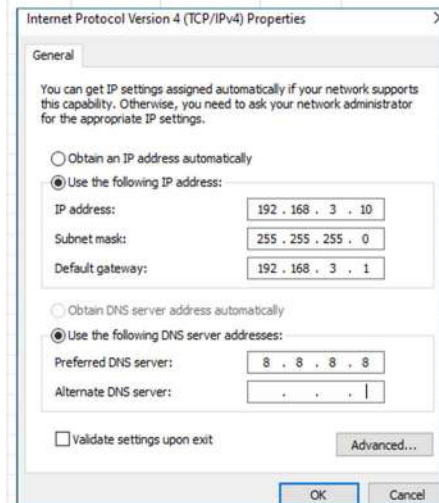 Internet Protocol Version 4 (TCP/IPv4) Properties
General
You can get IP settings assigned automatically if your network supports
this capability. Otherwise, you need to ask your network administrator
for the appropriate IP settings.
Obtain an IP address automatically
Use the following IP address:
IP address: 192 . 168 . 3 . 10
Subnet mask: 255 . 255 . 255 . 0
Default gateway: 192 . 168 . 3 . 1
Obtain DNS server address automatically
Use the following DNS server addresses:
Preferred DNS server: 8 . 8 . 8 . 8
Alternate DNS server: . . .
Validate settings upon exit
Advanced...
OK Cancel